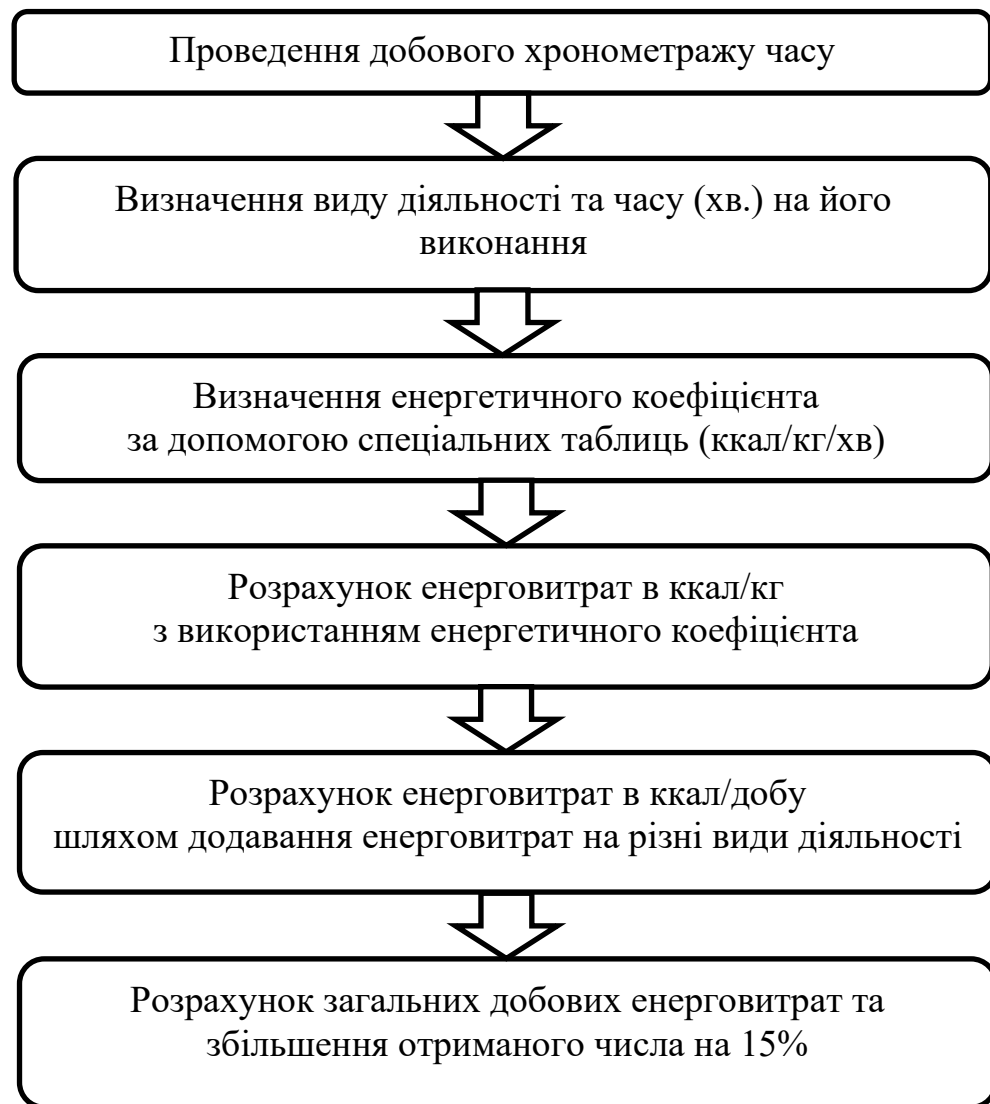 Проведення добового хронометражу часу
Визначення виду діяльності та часу (хв.) на його
виконання
Визначення енергетичного коефіцієнта
за допомогою спеціальних таблиць (ккал/кг/хв)
Розрахунок енерговитрат в ккал/кг
з використанням енергетичного коефіцієнта
Розрахунок енерговитрат в ккал/добу
шляхом додавання енерговитрат на різні види діяльності
Розрахунок загальних добових енерговитрат та
збільшення отриманого числа на 15%